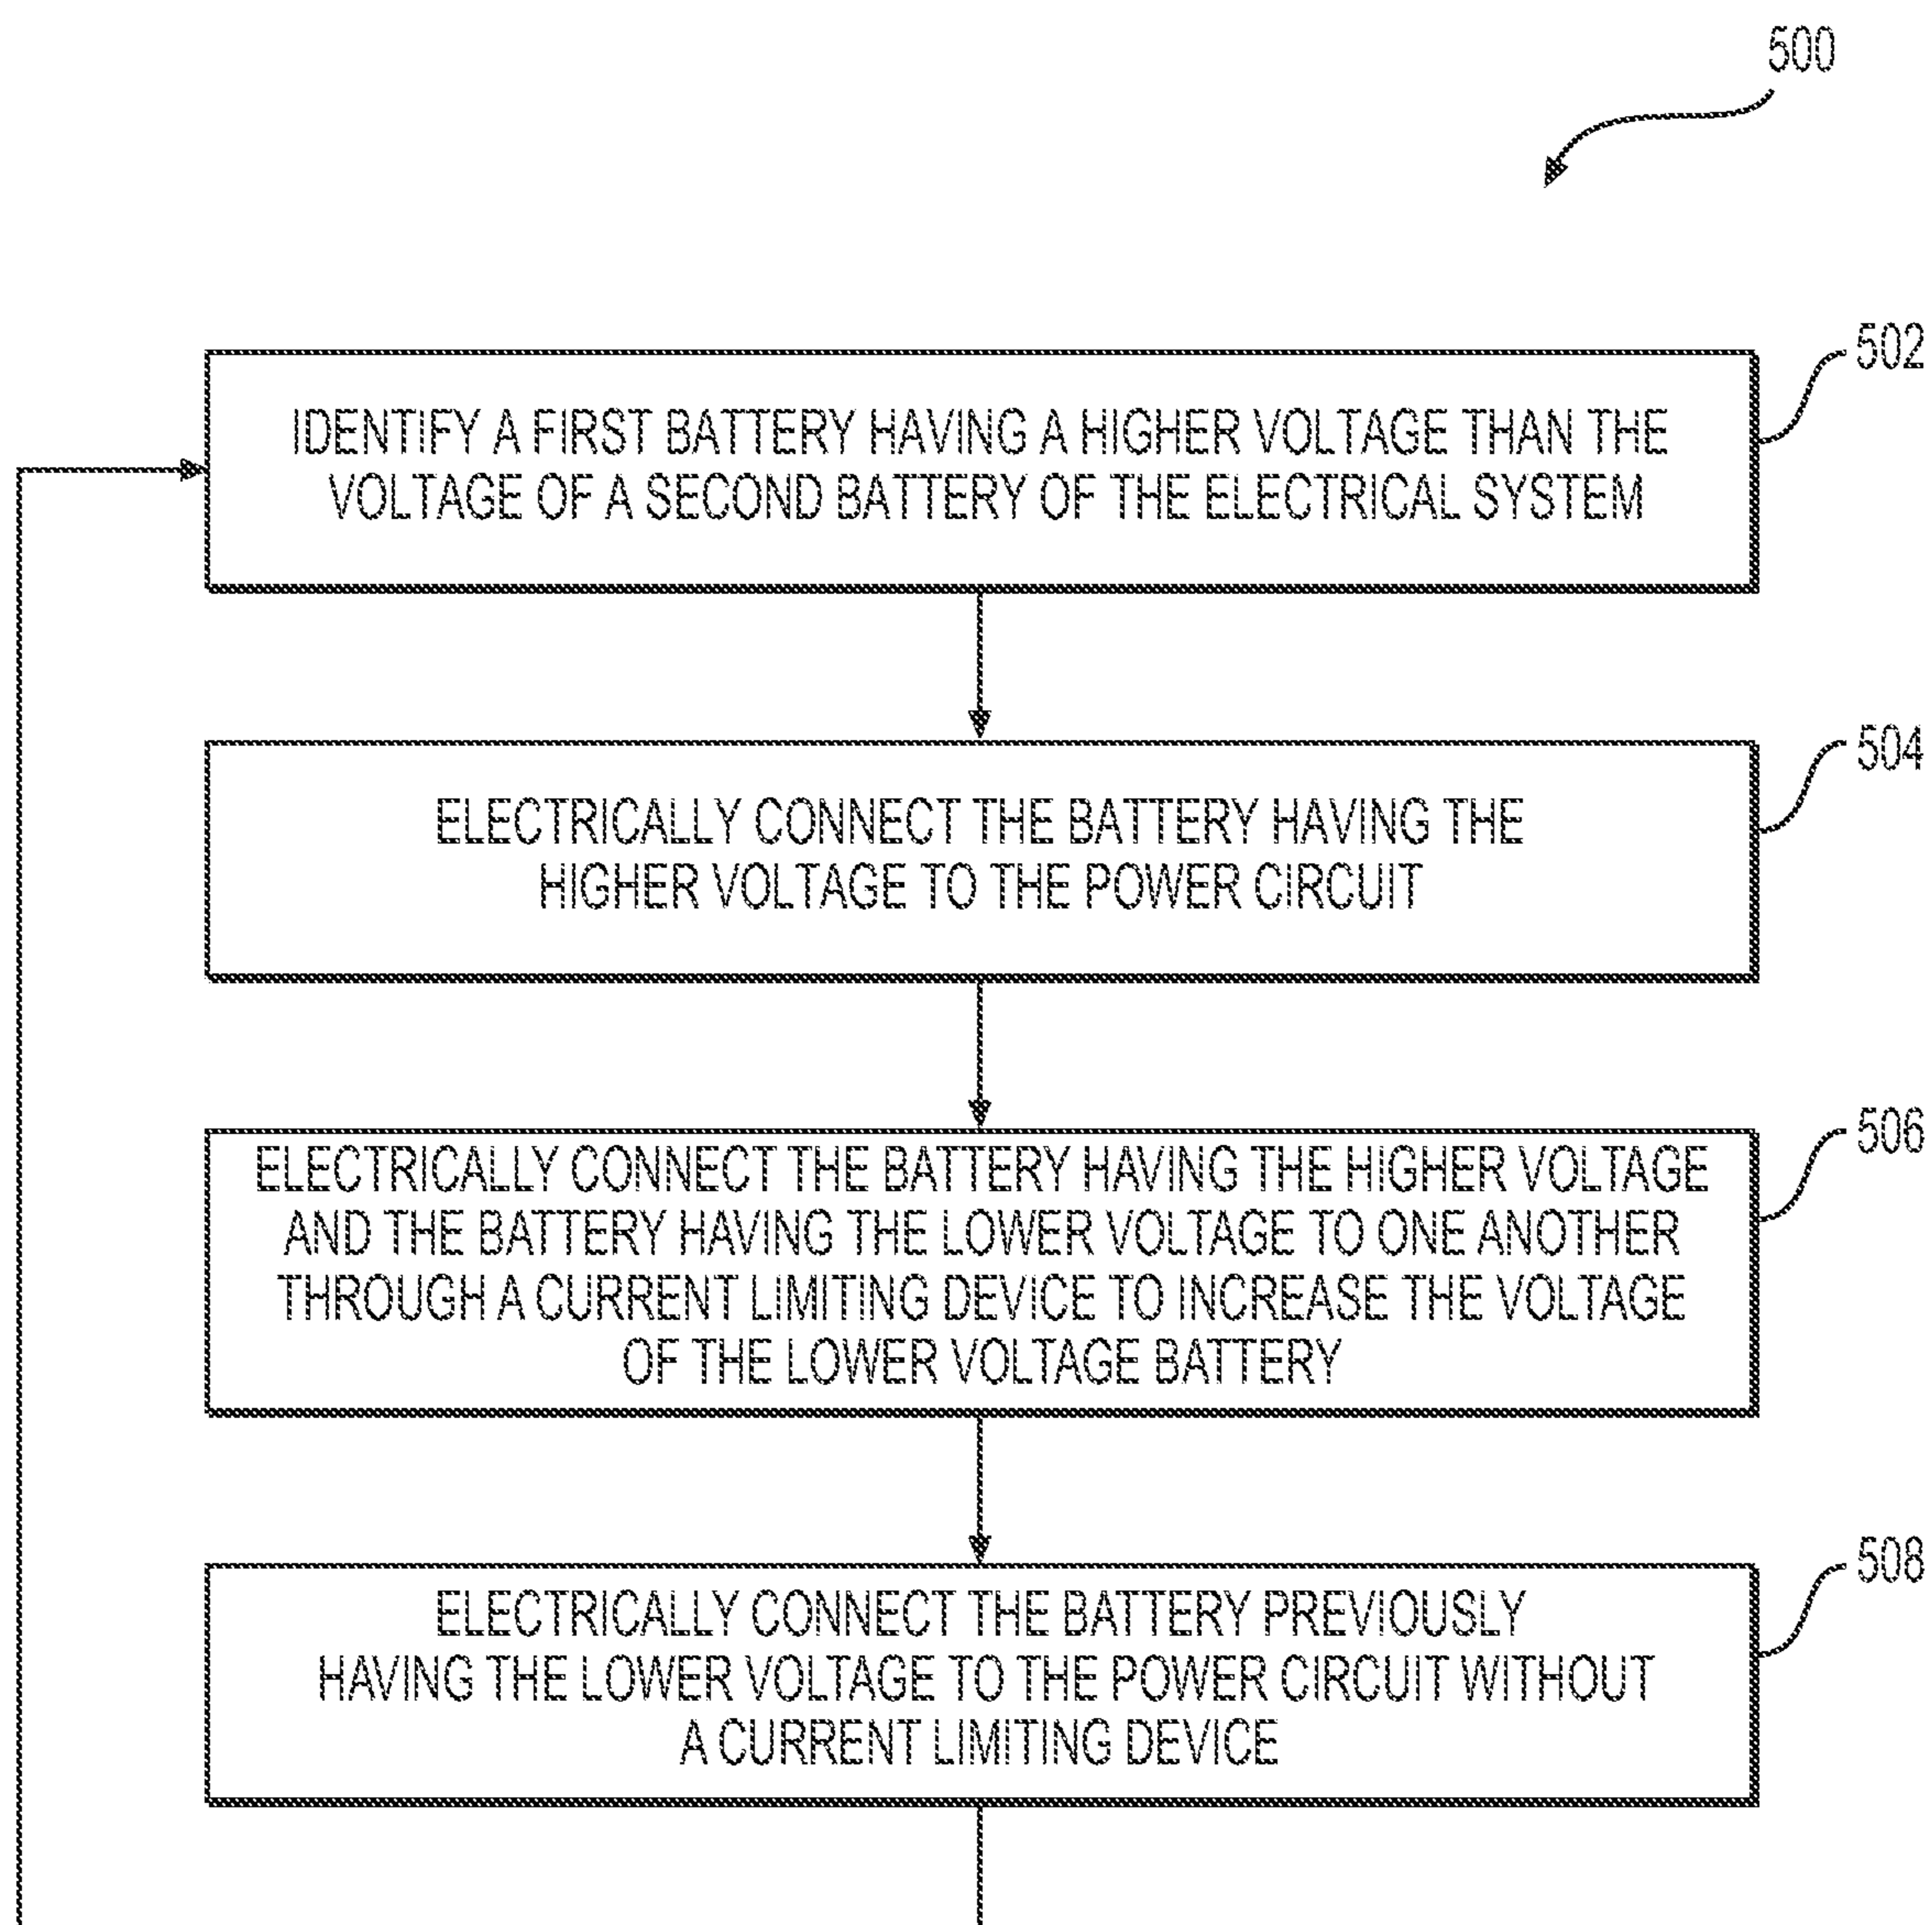 500
502
IDENTIFY A FIRST BATTERY HAVING A HIGHER VOLTAGE THAN THE
VOLTAGE OF A SECOND BATTERY OF THE ELECTRICAL SYSTEM
504
ELECTRICALLY CONNECT THE BATTERY HAVING THE
HIGHER VOLTAGE TO THE POWER CIRCUIT
506
ELECTRICALLY CONNECT THE BATTERY HAVING THE HIGHER VOLTAGE
AND THE BATTERY HAVING THE LOWER VOLTAGE TO ONE ANOTHER
THROUGH A CURRENT LIMITING DEVICE TO INCREASE THE VOLTAGE
OF THE LOWER VOLTAGE BATTERY
508
ELECTRICALLY CONNECT THE BATTERY PREVIOUSLY
HAVING THE LOWER VOLTAGE TO THE POWER CIRCUIT WITHOUT
A CURRENT LIMITING DEVICE